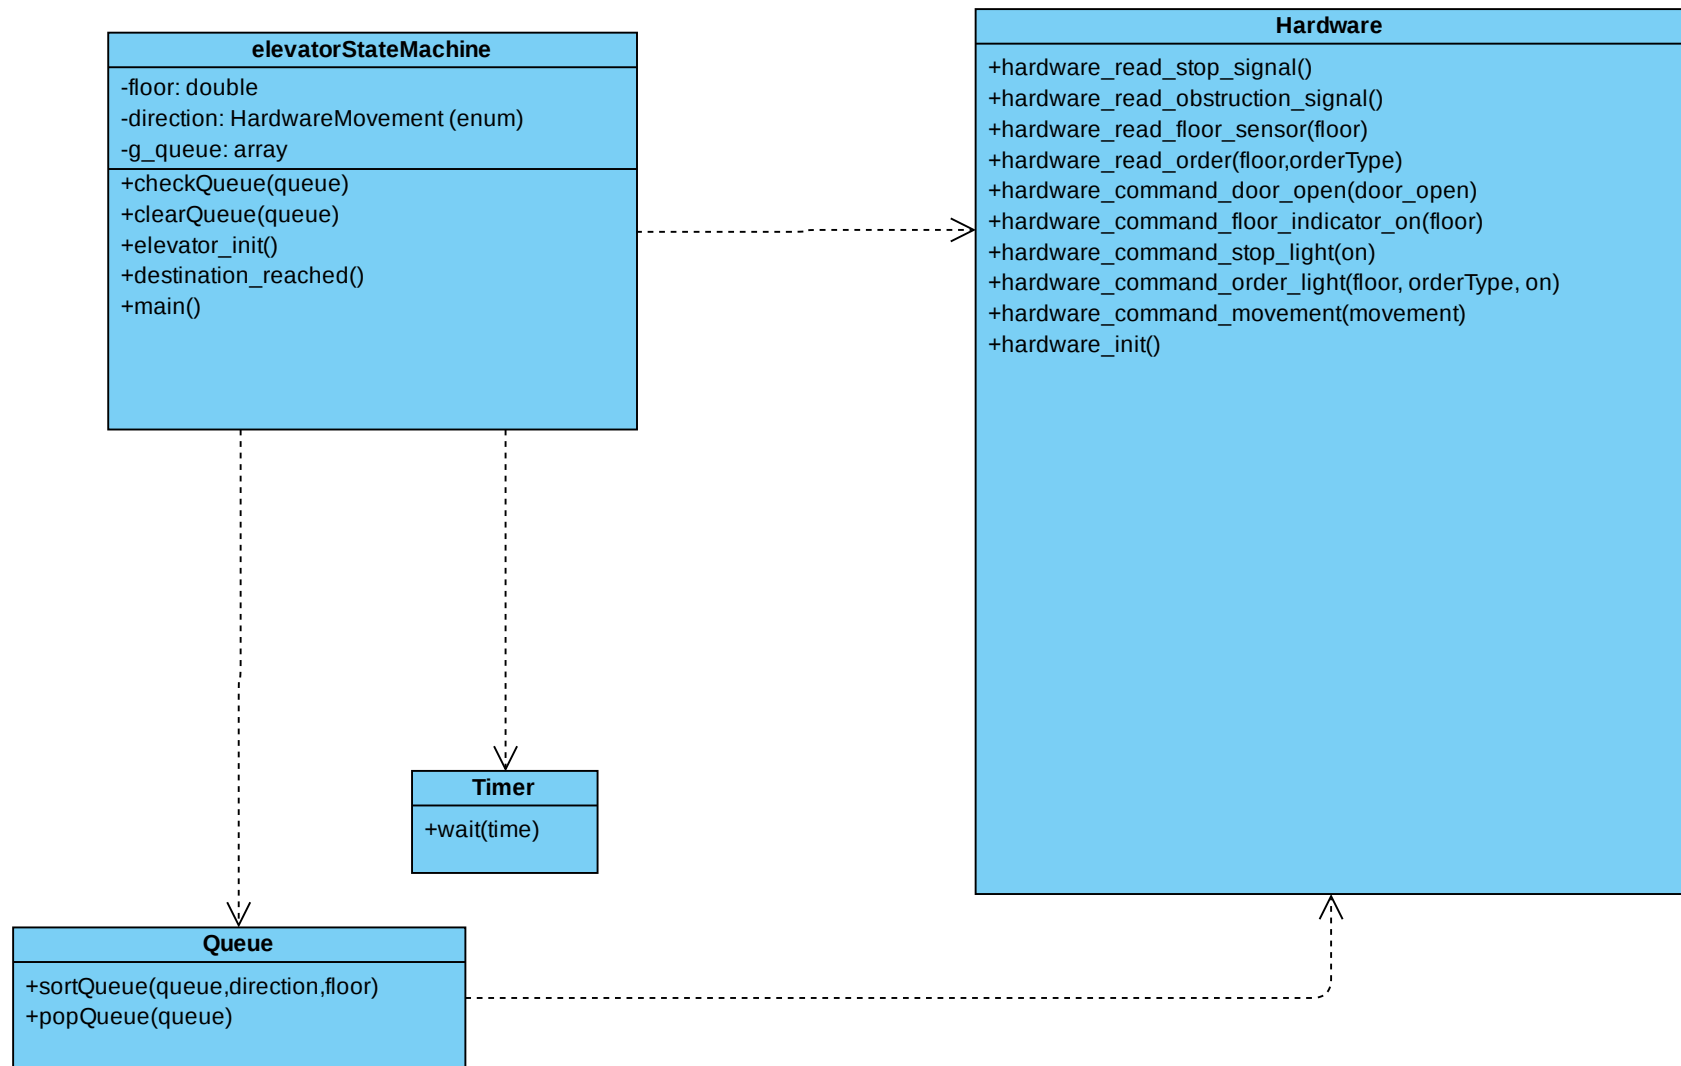 elevatorStateMachine
-floor: double
-direction: HardwareMovement (enum)
-g_queue: array
+checkQueue(queue)
+clearQueue(queue)
+elevator_init()
+destination_reached()
+main()
Hardware
+hardware_read_stop_signal()
+hardware_read_obstruction_signal()
+hardware_read_floor_sensor(floor)
+hardware_read_order(floor,orderType)
+hardware_command_door_open(door_open)
+hardware_command_floor_indicator_on(floor)
+hardware_command_stop_light(on)
+hardware_command_order_light(floor, orderType, on)
+hardware_command_movement(movement)
+hardware_init()
Timer
+wait(time)
Queue
+sortQueue(queue,direction,floor)
+popQueue(queue)